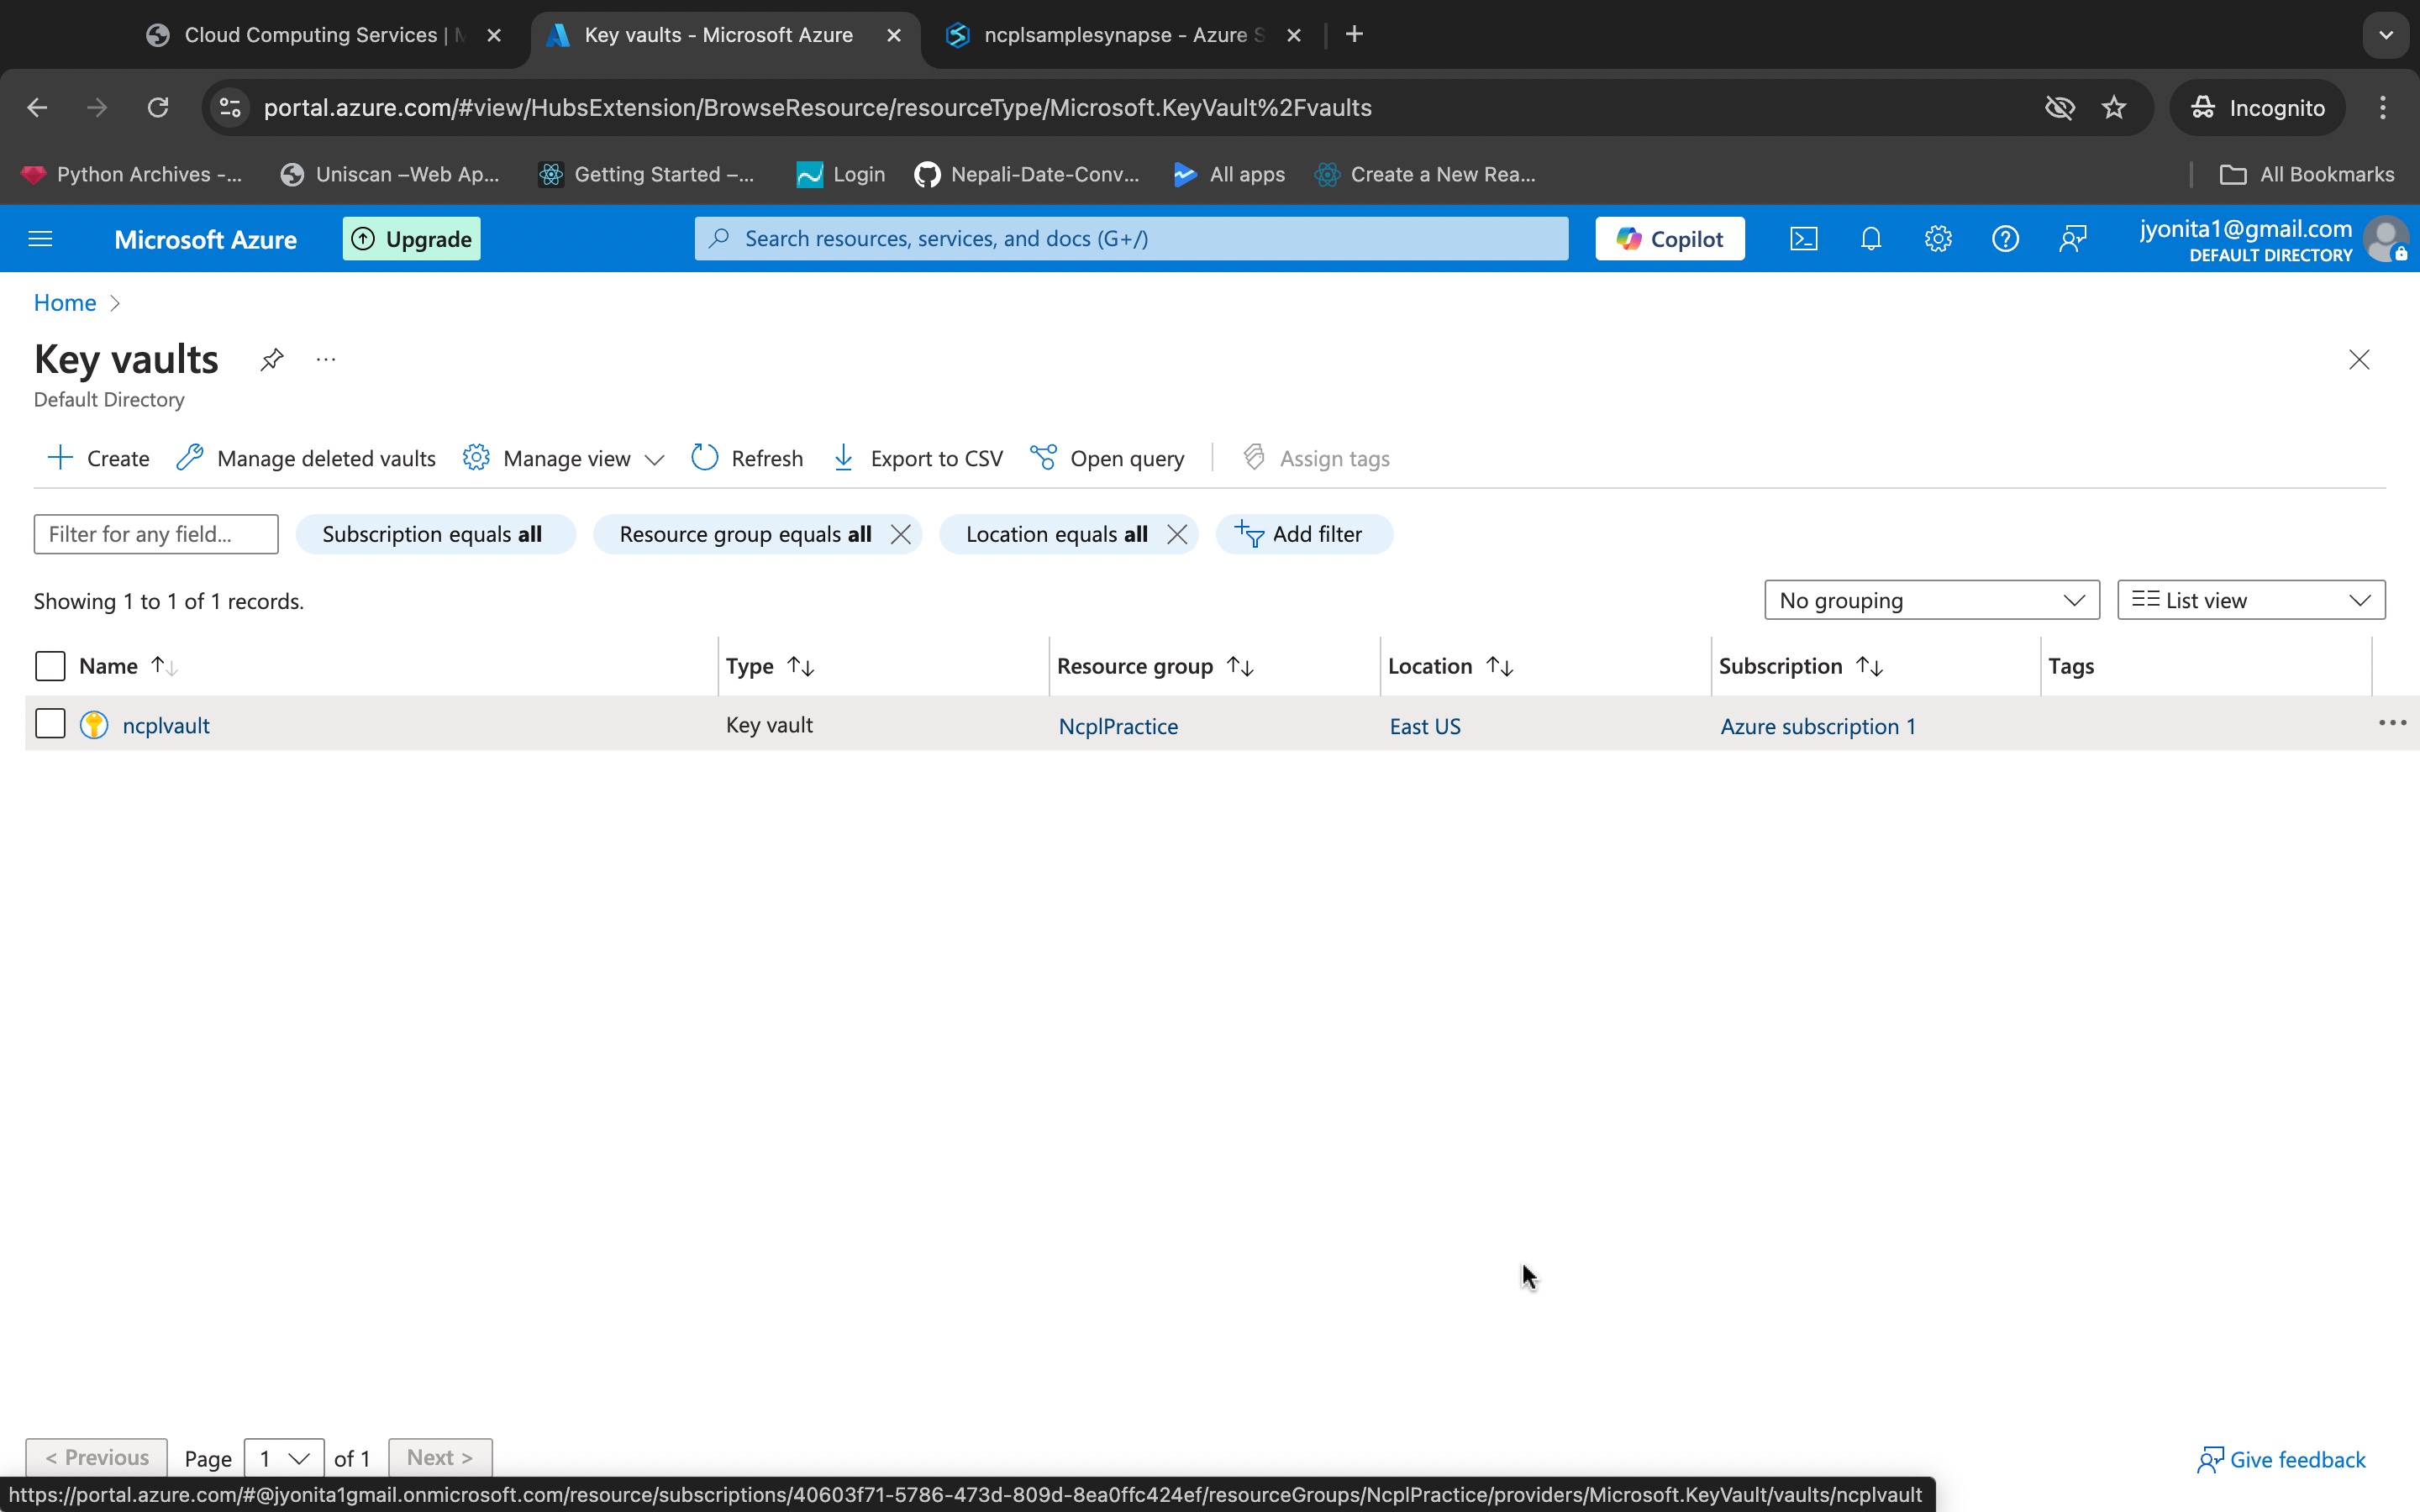 Cloud Computing Services |
Key vaults - Microsoft Azure
ncplsamplesynapse - Azure
portal.azure.com/#view/HubsExtension/BrowseResource/resourceType/Microsoft.KeyVault%2Fvaults
Incognito
Python Archives -...
Uniscan –Web Ap...
Getting Started –...
Login
Nepali-Date-Conv...
All apps
Create a New Rea...
All Bookmarks
Microsoft Azure
Upgrade
Search resources, services, and docs (G+/)
Copilot
jyonita1@gmail.com
DEFAULT DIRECTORY
Home
Key vaults
Default Directory
Create
Manage deleted vaults
Manage view
Refresh
Export to CSV
Open query
Assign tags
Filter for any field...
Subscription equals all
Resource group equals all
Location equals all
Add filter
Showing 1 to 1 of 1 records.
No grouping
List view
Name
Type
Resource group
Location
Subscription
Tags
ncplvault
Key vault
NcplPractice
East US
Azure subscription 1
< Previous
Page
1
of 1
Next >
Give feedback
https://portal.azure.com/#@jyonita1gmail.onmicrosoft.com/resource/subscriptions/40603f71-5786-473d-809d-8ea0ffc424ef/resourceGroups/NcplPractice/providers/Microsoft.KeyVault/vaults/ncplvault